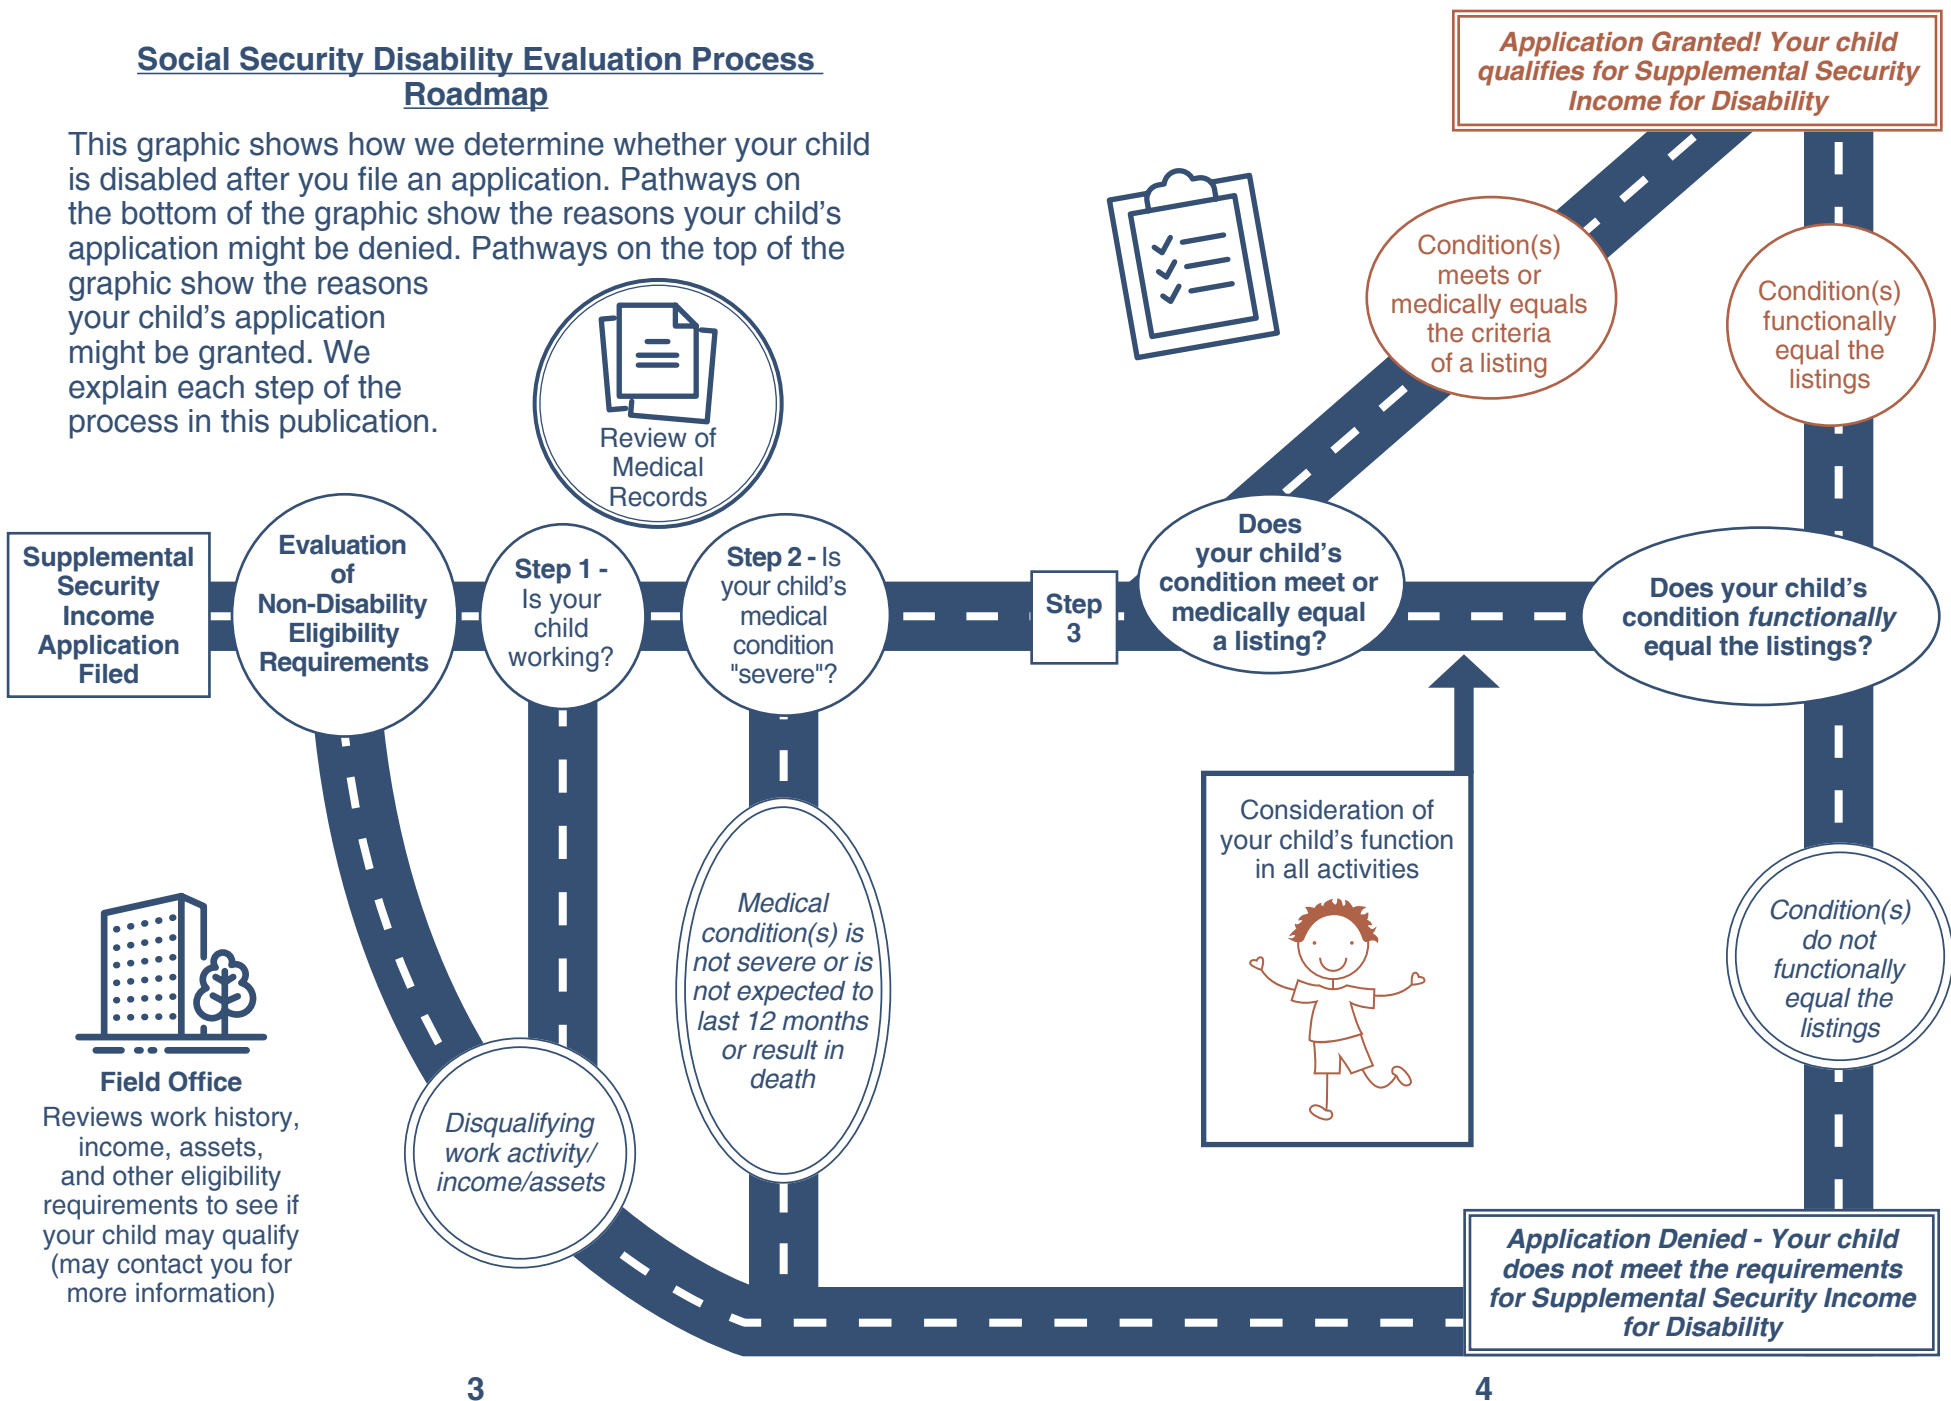 Social Security Disability Evaluation Process
Roadmap
This graphic shows how we determine whether your child
is disabled after you file an application. Pathways on
the bottom of the graphic show the reasons your child’s
application might be denied. Pathways on the top of the
graphic show the reasons
your child’s application
might be granted. We
explain each step of the
process in this publication.
Review of
Medical
Records
Supplemental
Security
Income
Application
Filed
Evaluation
of
Non-Disability
Eligibility
Requirements
Step 1 -
Is your
child
working?
Step 2 - Is
your child’s
medical
condition
"severe"?
Step
3
Does
your child’s
condition meet or
medically equal
a listing?
Does your child’s
condition functionally
equal the listings?
Condition(s)
meets or
medically equals
the criteria
of a listing
Condition(s)
functionally
equal the
listings
Application Granted! Your child
qualifies for Supplemental Security
Income for Disability
Field Office
Reviews work history,
income, assets,
and other eligibility
requirements to see if
your child may qualify
(may contact you for
more information)
Disqualifying
work activity/
income/assets
Medical
condition(s) is
not severe or is
not expected to
last 12 months
or result in
death
Consideration of
your child’s function
in all activities
Condition(s)
do not
functionally
equal the
listings
Application Denied - Your child
does not meet the requirements
for Supplemental Security Income
for Disability
3
4